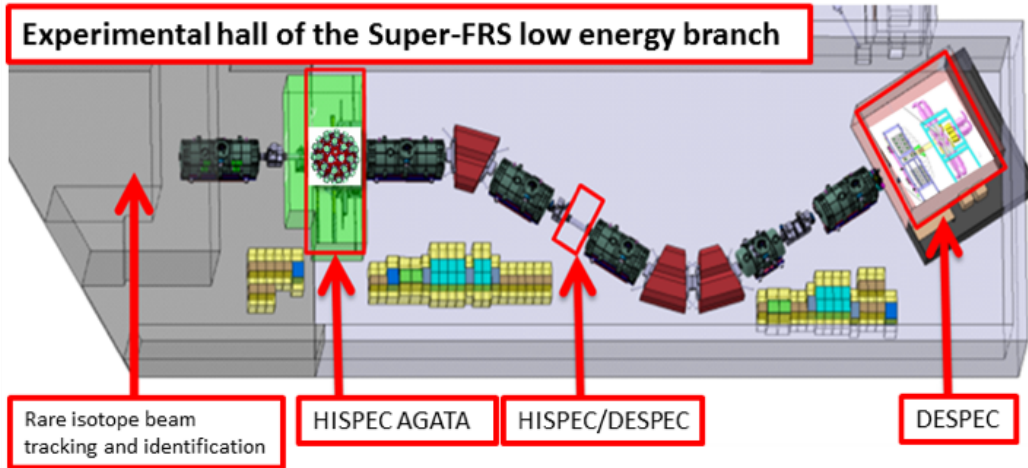 Experimental hall of the Super-FRS low energy branch
Rare isotope beam
tracking and identification
HISPEC AGATA
HISPEC/DESPEC
DESPEC